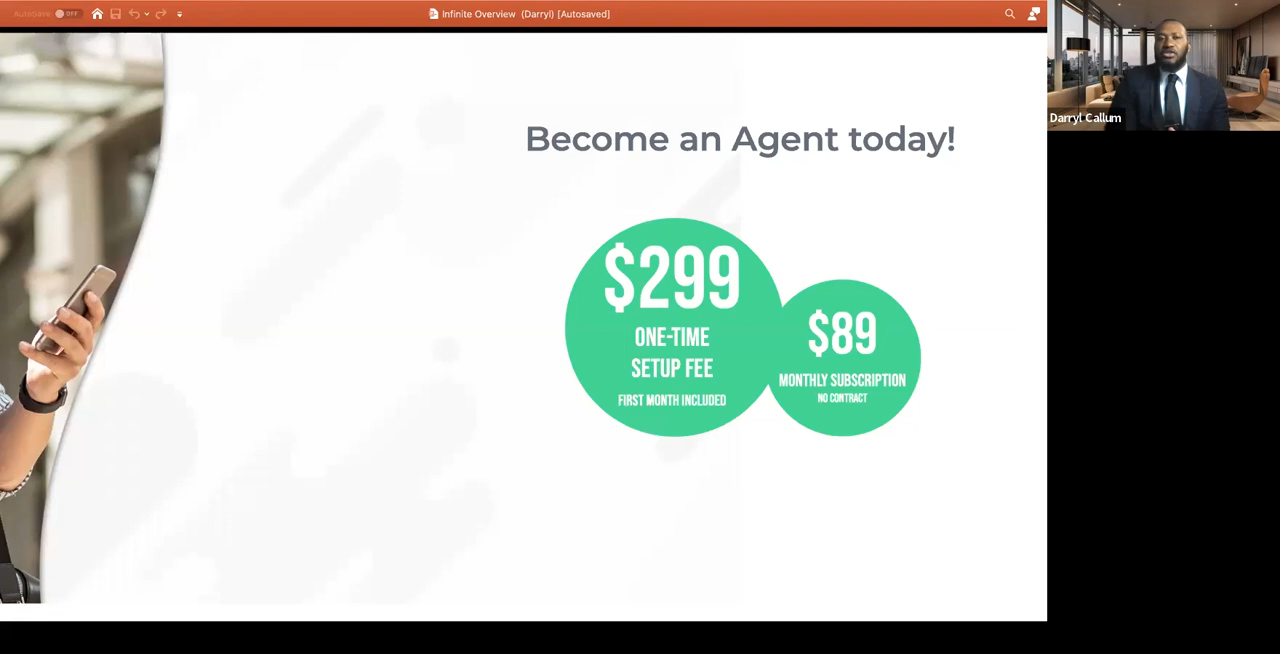 AutoSave OFF
Infinite Overview (Darryl) [Autosaved]
Become an Agent today!
$299
ONE-TIME
SETUP FEE
FIRST MONTH INCLUDED
$89
MONTHLY SUBSCRIPTION
NO CONTRACT
Darryl Callum